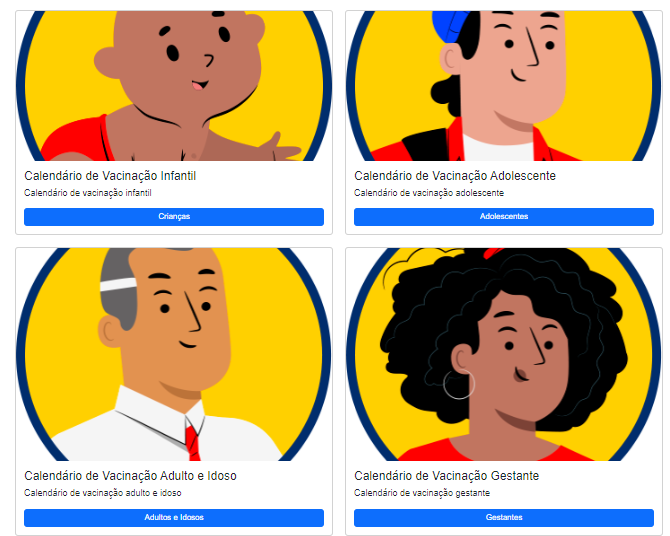 Calendário de Vacinação Infantil
Calendário de vacinação infantil
Crianças
Calendário de Vacinação Adolescente
Calendário de vacinação adolescente
Adolescentes
Calendário de Vacinação Adulto e Idoso
Calendário de vacinação adulto e idoso
Adultos e Idosos
Calendário de Vacinação Gestante
Calendário de vacinação gestante
Gestantes